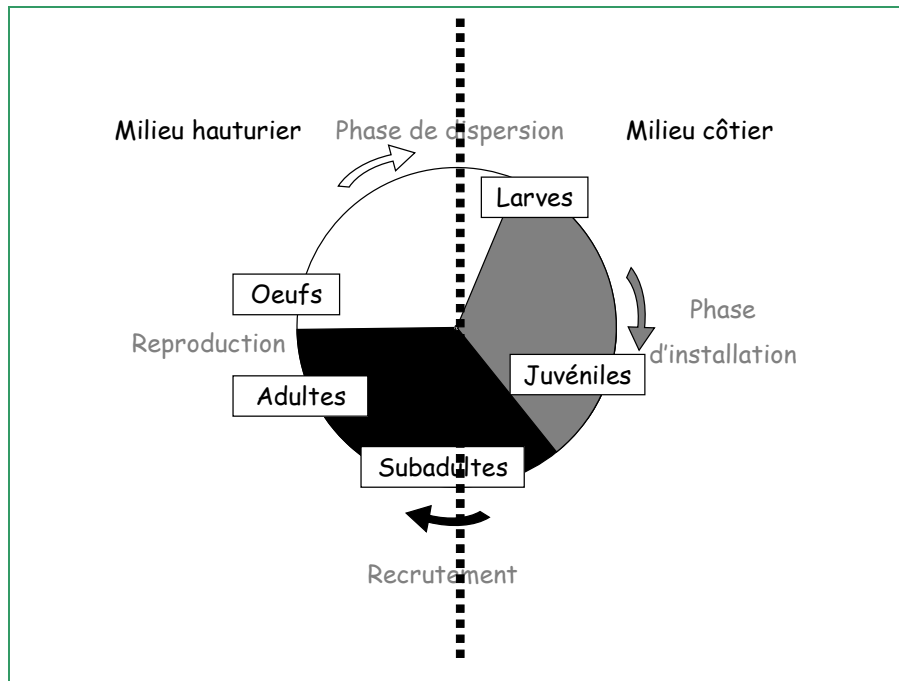 Milieu hauturier
Phase de dispersion
Milieu côtier
Larves
Oeufs
Phase
d'installation
Reproduction
Juvéniles
Adultes
Subadultes
Recrutement